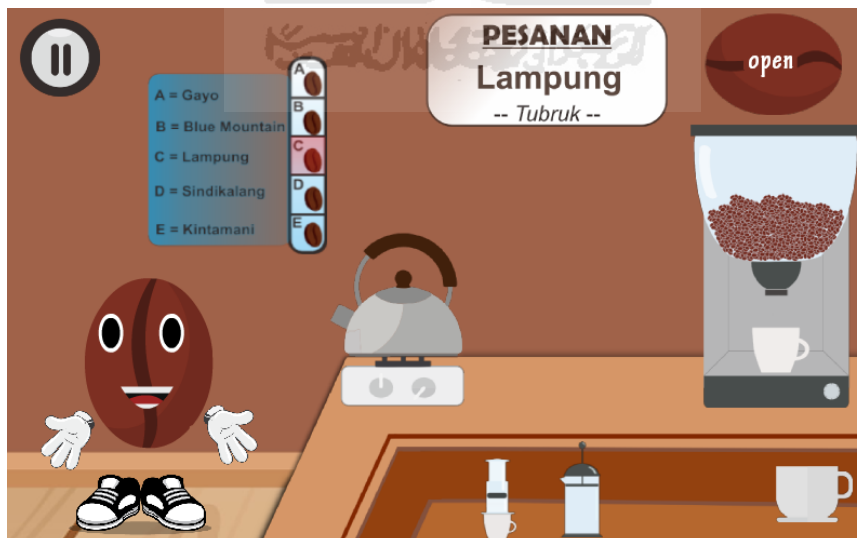 PESANAN
Lampung
-- Tubruk --
open
A = Gayo
B = Blue Mountain
C = Lampung
D = Sindikalang
E = Kintamani
A
B
C
D
E